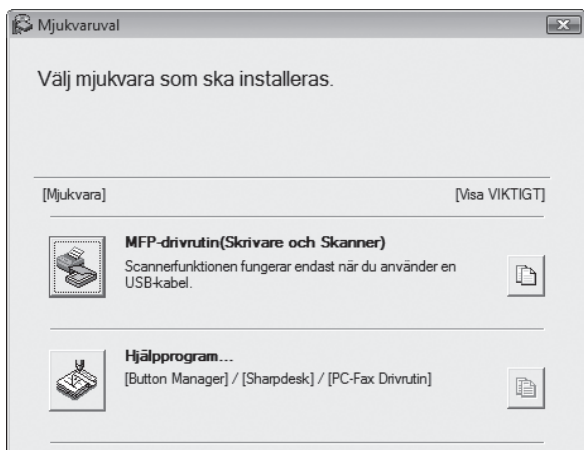 Mjukvaruval
Välj mjukvara som ska installeras.
[Mjukvara] [Visa VIKTIGT]
MFP-drivrutin(Skrivare och Skanner)
Scannerfunktionen fungerar endast när du använder en
USB-kabel.
Hjälpprogram...
[Button Manager] / [Sharpdesk] / [PC-Fax Drivrutin]